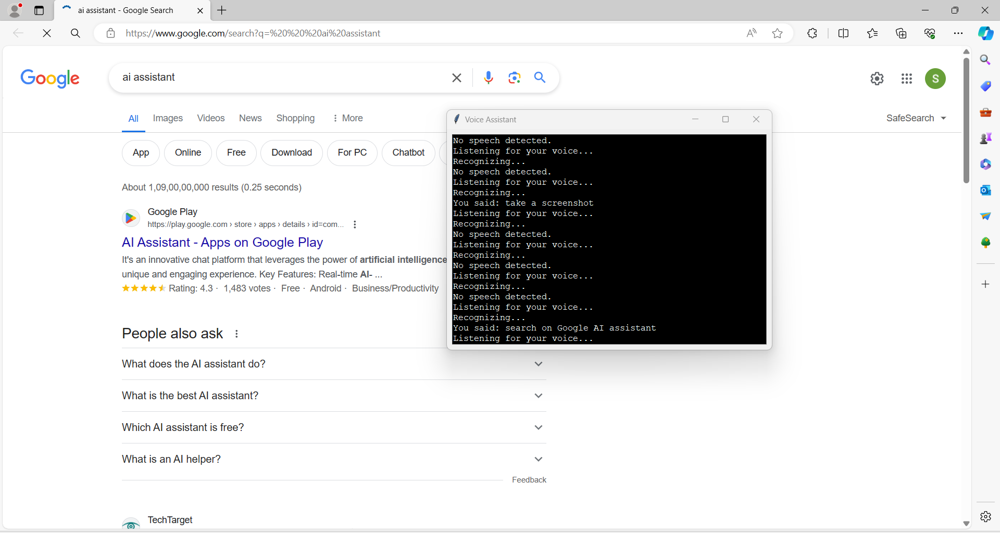 ai assistant - Google Search
https://www.google.com/search?q=%20%20%20ai%20assistant
Google
ai assistant
S
All Images Videos News Shopping More
SafeSearch
App Online Free Download For PC Chatbot
About 1,09,00,00,000 results (0.25 seconds)
Google Play
https://play.google.com › store › apps › details › id=com...
AI Assistant - Apps on Google Play
It's an innovative chat platform that leverages the power of artificial intelligence
unique and engaging experience. Key Features: Real-time AI- ...
Rating: 4.3 · 1,483 votes · Free · Android · Business/Productivity
People also ask
What does the AI assistant do?
What is the best AI assistant?
Which AI assistant is free?
What is an AI helper?
Feedback
TechTarget
Voice Assistant
No speech detected.
Listening for your voice...
Recognizing...
No speech detected.
Listening for your voice...
Recognizing...
You said: take a screenshot
Listening for your voice...
Recognizing...
No speech detected.
Listening for your voice...
Recognizing...
No speech detected.
Listening for your voice...
Recognizing...
No speech detected.
Listening for your voice...
Recognizing...
You said: search on Google AI assistant
Listening for your voice...